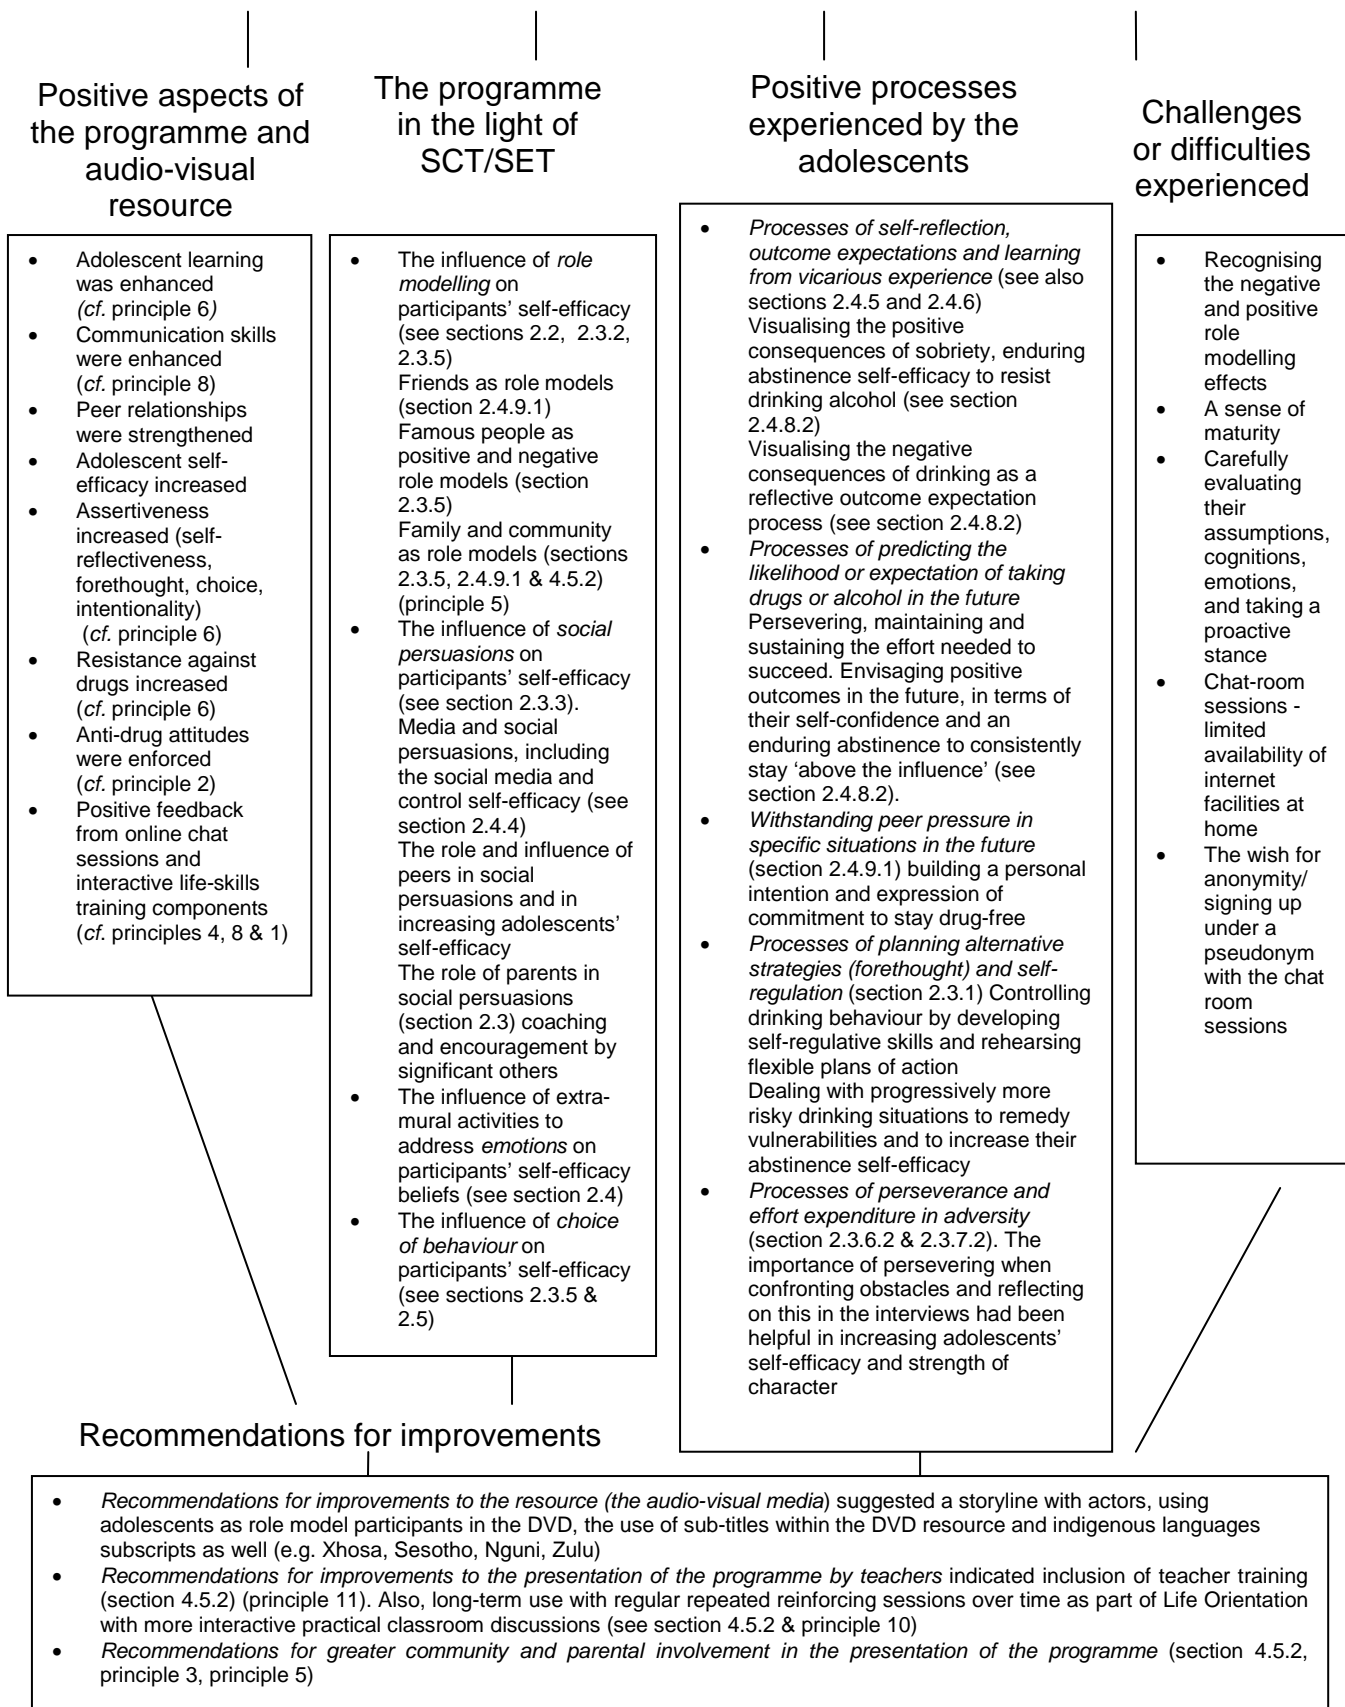 Positive aspects of
the programme and
audio-visual
resource
• Adolescent learning
was enhanced
(cf. principle 6)
• Communication skills
were enhanced
(cf. principle 8)
• Peer relationships
were strengthened
• Adolescent self-
efficacy increased
• Assertiveness
increased (self-
reflectiveness,
forethought, choice,
intentionality)
(cf. principle 6)
• Resistance against
drugs increased
(cf. principle 6)
• Anti-drug attitudes
were enforced
(cf. principle 2)
• Positive feedback
from online chat
sessions and
interactive life-skills
training components
(cf. principles 4, 8 & 1)
The programme
in the light of
SCT/SET
• The influence of role
modelling on
participants’ self-efficacy
(see sections 2.2, 2.3.2,
2.3.5)
Friends as role models
(section 2.4.9.1)
Famous people as
positive and negative
role models (section
2.3.5)
Family and community
as role models (sections
2.3.5, 2.4.9.1 & 4.5.2)
(principle 5)
• The influence of social
persuasions on
participants’ self-efficacy
(see section 2.3.3).
Media and social
persuasions, including
the social media and
control self-efficacy (see
section 2.4.4)
The role and influence of
peers in social
persuasions and in
increasing adolescents’
self-efficacy
The role of parents in
social persuasions
(section 2.3) coaching
and encouragement by
significant others
• The influence of extra-
mural activities to
address emotions on
participants’ self-efficacy
beliefs (see section 2.4)
• The influence of choice
of behaviour on
participants’ self-efficacy
(see sections 2.3.5 &
2.5)
Positive processes
experienced by the
adolescents
• Processes of self-reflection,
outcome expectations and learning
from vicarious experience (see also
sections 2.4.5 and 2.4.6)
Visualising the positive
consequences of sobriety, enduring
abstinence self-efficacy to resist
drinking alcohol (see section
2.4.8.2)
Visualising the negative
consequences of drinking as a
reflective outcome expectation
process (see section 2.4.8.2)
• Processes of predicting the
likelihood or expectation of taking
drugs or alcohol in the future
Persevering, maintaining and
sustaining the effort needed to
succeed. Envisaging positive
outcomes in the future, in terms of
their self-confidence and an
enduring abstinence to consistently
stay ‘above the influence’ (see
section 2.4.8.2).
• Withstanding peer pressure in
specific situations in the future
(section 2.4.9.1) building a personal
intention and expression of
commitment to stay drug-free
• Processes of planning alternative
strategies (forethought) and self-
regulation (section 2.3.1) Controlling
drinking behaviour by developing
self-regulative skills and rehearsing
flexible plans of action
Dealing with progressively more
risky drinking situations to remedy
vulnerabilities and to increase their
abstinence self-efficacy
• Processes of perseverance and
effort expenditure in adversity
(section 2.3.6.2 & 2.3.7.2). The
importance of persevering when
confronting obstacles and reflecting
on this in the interviews had been
helpful in increasing adolescents’
self-efficacy and strength of
character
Challenges
or difficulties
experienced
• Recognising
the negative
and positive
role
modelling
effects
• A sense of
maturity
• Carefully
evaluating
their
assumptions,
cognitions,
emotions,
and taking a
proactive
stance
• Chat-room
sessions -
limited
availability of
internet
facilities at
home
• The wish for
anonymity/
signing up
under a
pseudonym
with the chat
room
sessions
Recommendations for improvements
• Recommendations for improvements to the resource (the audio-visual media) suggested a storyline with actors, using
adolescents as role model participants in the DVD, the use of sub-titles within the DVD resource and indigenous languages
subscripts as well (e.g. Xhosa, Sesotho, Nguni, Zulu)
• Recommendations for improvements to the presentation of the programme by teachers indicated inclusion of teacher training
(section 4.5.2) (principle 11). Also, long-term use with regular repeated reinforcing sessions over time as part of Life Orientation
with more interactive practical classroom discussions (see section 4.5.2 & principle 10)
• Recommendations for greater community and parental involvement in the presentation of the programme (section 4.5.2,
principle 3, principle 5)